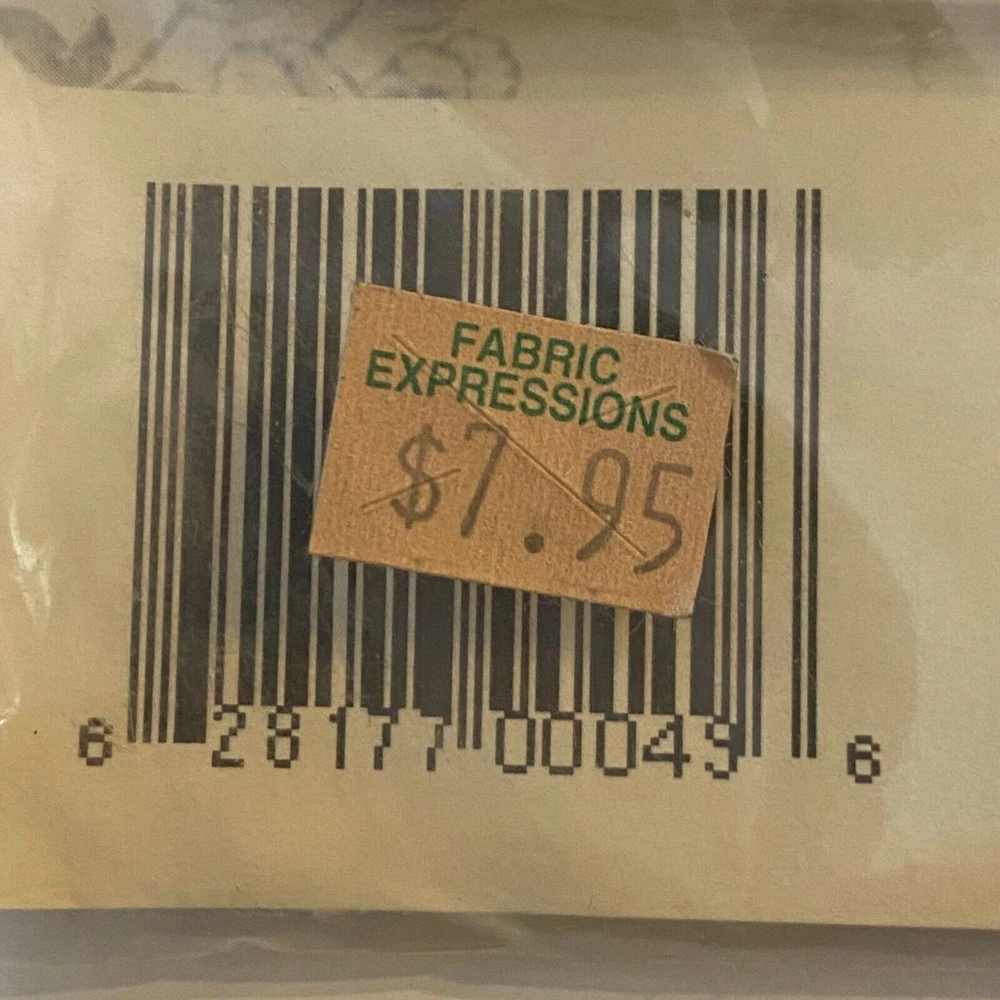 FABRIC
EXPRESSIONS
$7.95
6 28177 00049 6